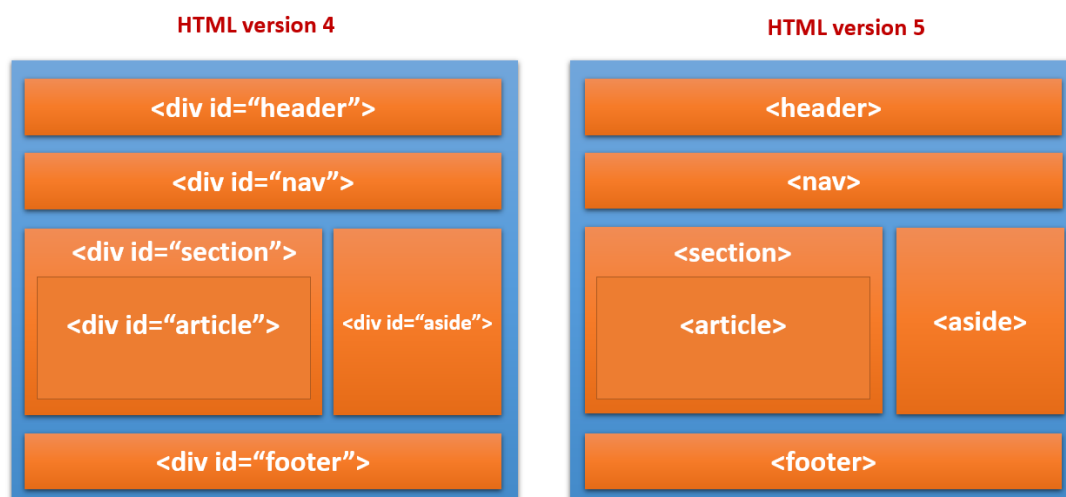 HTML version 4
<div id=“header”>
<div id=“nav”>
<div id=“section”>
<div id=“article”>
<div id=“aside”>
<div id=“footer”>
HTML version 5
<header>
<nav>
<section>
<article>
<aside>
<footer>